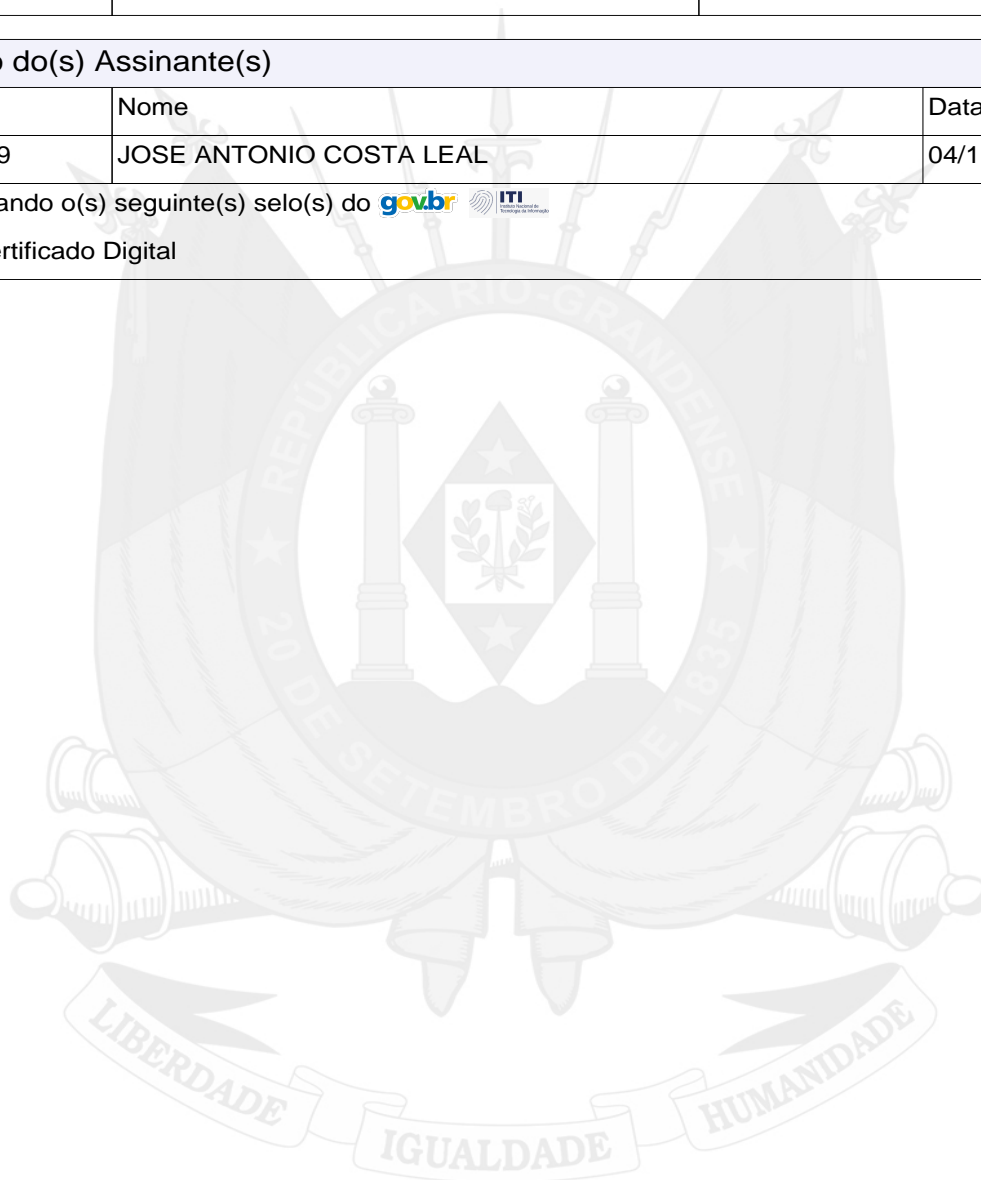 o do(s) Assinante(s)
Nome
Data
9
JOSE ANTONIO COSTA LEAL
04/1
ando o(s) seguinte(s) selo(s) do gov.br ITI
rtificado Digital
REPÚBLICA RIO-GRANDENSE
20 DE SETEMBRO DE 1835
LIBERDADE
IGUALDADE
HUMANIDADE